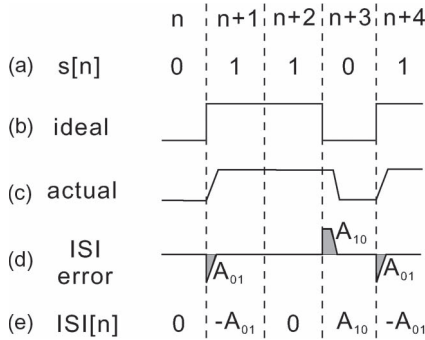 n n+1 n+2 n+3 n+4
(a) s[n] 0 1 1 0 1
(b) ideal
(c) actual
A10
(d) ISI error
A01 A01
(e) ISI[n] 0 -A01 0 A10 -A01